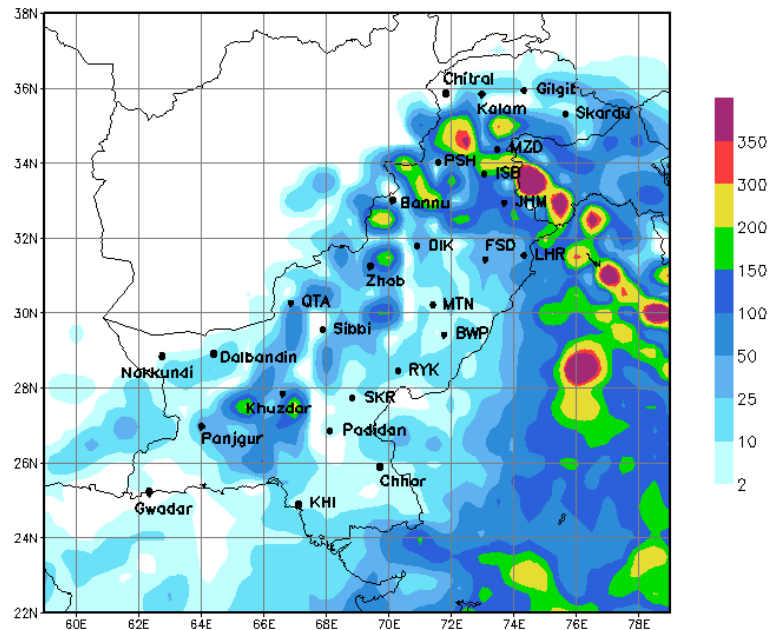 38N
36N
34N
32N
30N
28N
26N
24N
22N
Chitral
Gilgit
Kalam
Skardu
PSH
MZD
ISB
Bannu
JHM
DIK
FSD
LHR
Zhob
QTA
MTN
Sibbi
BWP
Dalbandin
Nokkundi
RYK
Khuzdar
SKR
Panjgur
Padidan
Chhor
Gwadar
KHI
350
300
200
150
100
50
25
10
2
60E 62E 64E 66E 68E 70E 72E 74E 76E 78E